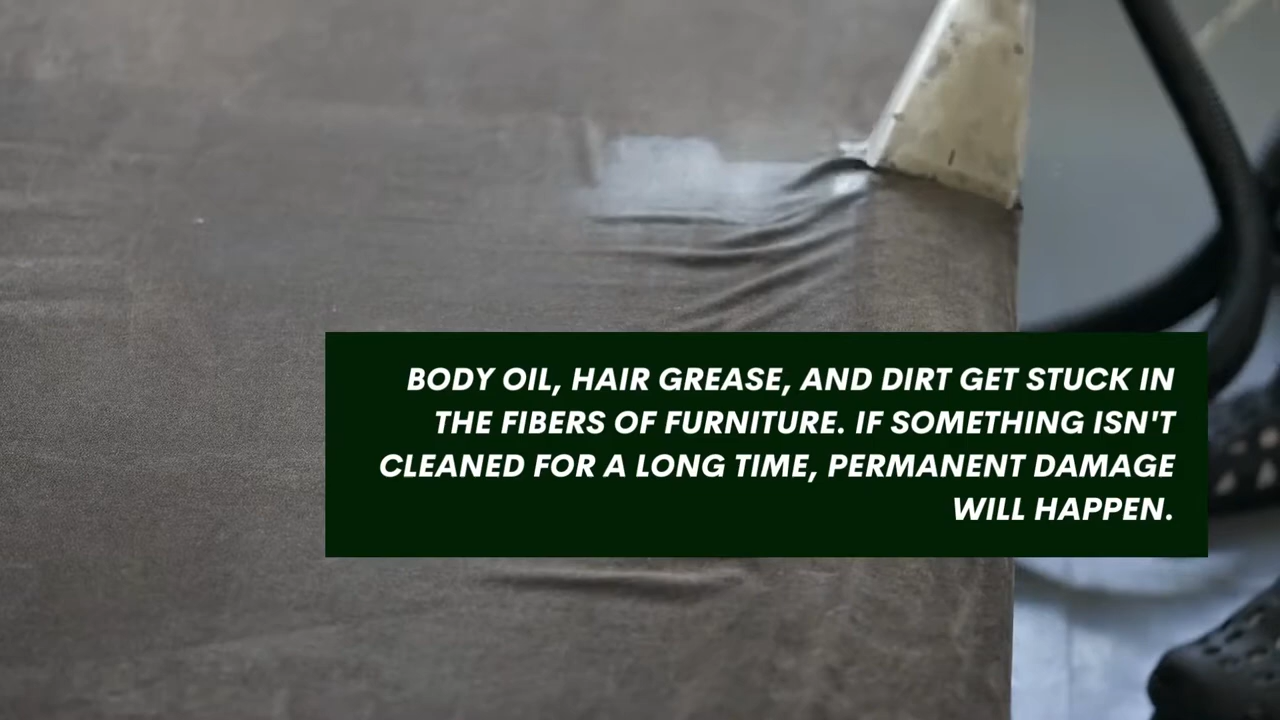 BODY OIL, HAIR GREASE, AND DIRT GET STUCK IN
THE FIBERS OF FURNITURE. IF SOMETHING ISN'T
CLEANED FOR A LONG TIME, PERMANENT DAMAGE
WILL HAPPEN.